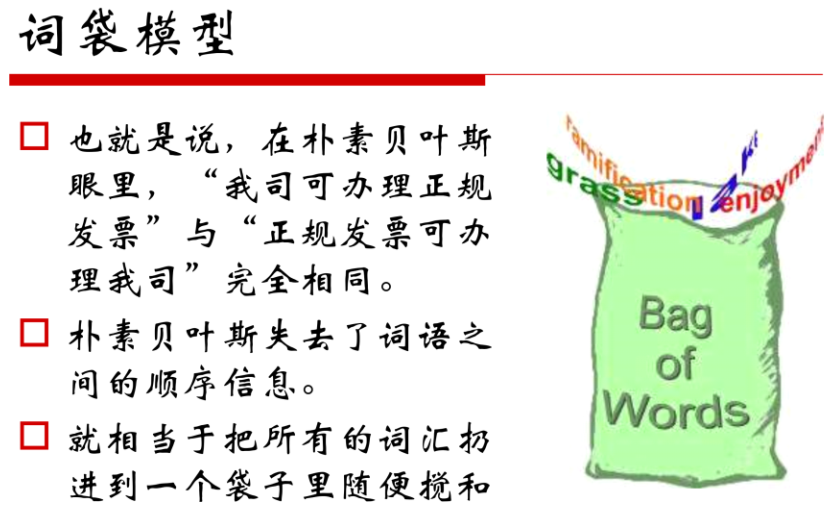 词袋模型
也就是说，在朴素贝叶斯
眼里，“我司可办理正规
发票”与“正规发票可办
理我司”完全相同。
朴素贝叶斯失去了词语之
间的顺序信息。
就相当于把所有的词汇扔
进到一个袋子里随便搅和
ramification
grass
enjoyment
Bag
of
Words